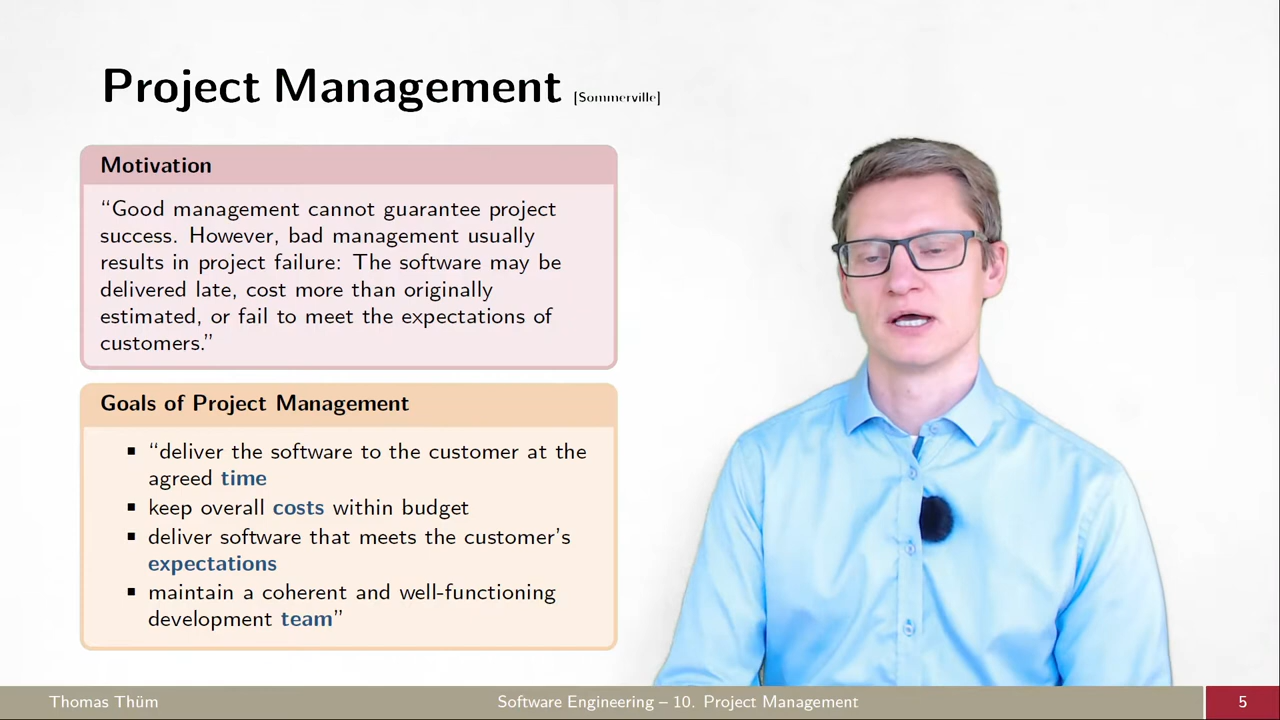 Project Management [Sommerville]
Motivation
“Good management cannot guarantee project
success. However, bad management usually
results in project failure: The software may be
delivered late, cost more than originally
estimated, or fail to meet the expectations of
customers.”
Goals of Project Management
▪ “deliver the software to the customer at the
agreed time
▪ keep overall costs within budget
▪ deliver software that meets the customer’s
expectations
▪ maintain a coherent and well-functioning
development team”
Thomas Thüm Software Engineering – 10. Project Management 5